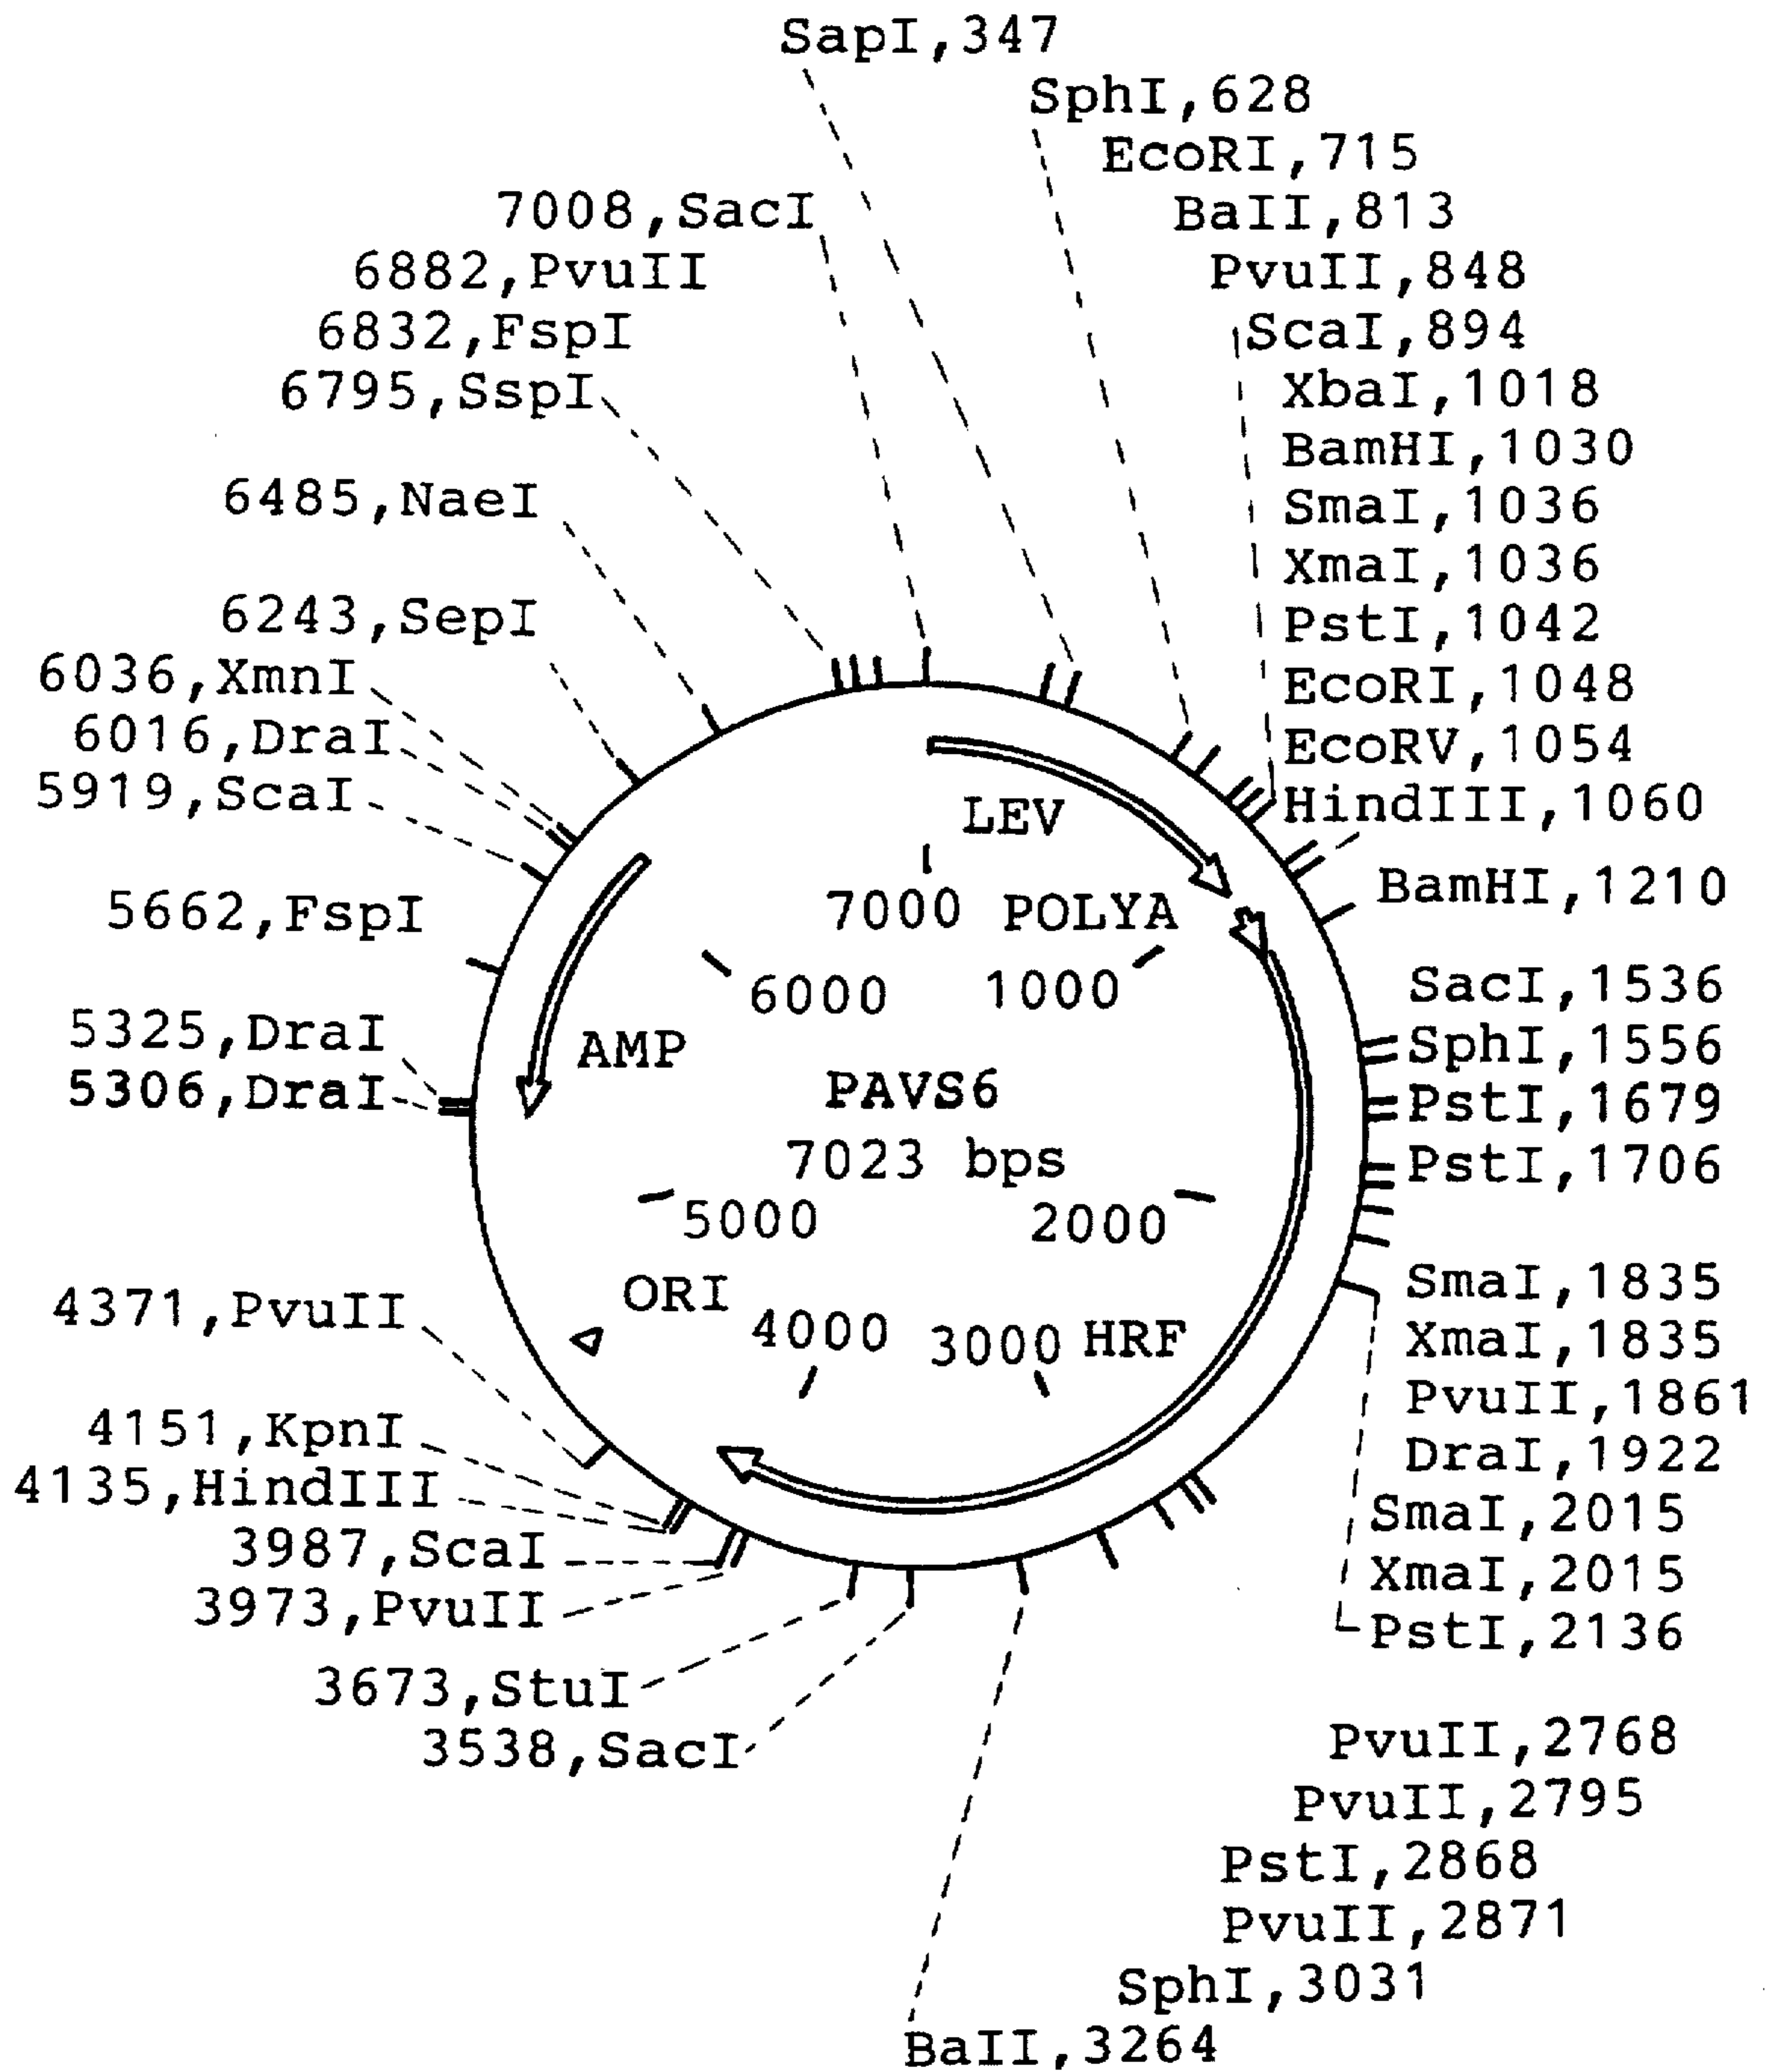 SapI,347
SphI,628
EcoRI,715
BaII,813
PvuII,848
ScaI,894
XbaI,1018
BamHI,1030
SmaI,1036
XmaI,1036
PstI,1042
EcoRI,1048
EcoRV,1054
HindIII,1060
BamHI,1210
SacI,1536
SphI,1556
PstI,1679
PstI,1706
SmaI,1835
XmaI,1835
PvuII,1861
DraI,1922
SmaI,2015
XmaI,2015
PstI,2136
PvuII,2768
PvuII,2795
PstI,2868
PvuII,2871
SphI,3031
BaII,3264
7008,SacI
6882,PvuII
6832,FspI
6795,SspI
6485,NaeI
6243,SepI
6036,XmnI
6016,DraI
5919,ScaI
5662,FspI
5325,DraI
5306,DraI
4371,PvuII
4151,KpnI
4135,HindIII
3987,ScaI
3973,PvuII
3673,StuI
3538,SacI
LEV
7000
POLYA
6000
1000
AMP
PAVS6
7023 bps
5000
2000
ORI
4000
3000
HRF